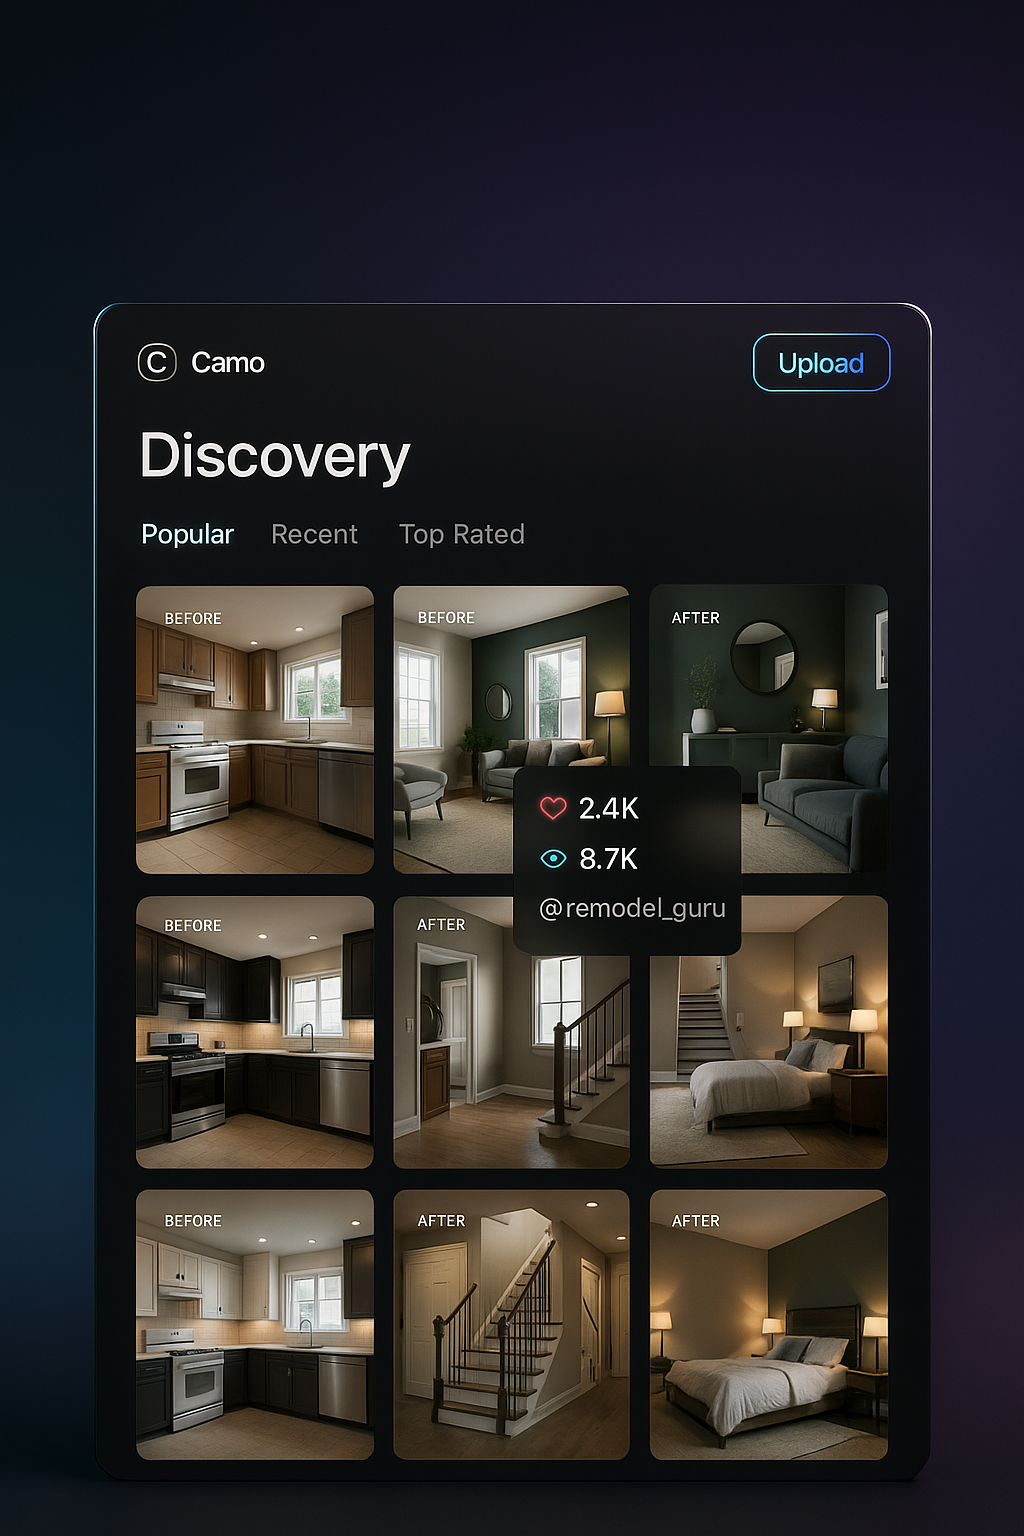 C Camo
Upload
Discovery
Popular Recent Top Rated
BEFORE
BEFORE
AFTER
2.4K
8.7K
@remodel_guru
BEFORE
AFTER
BEFORE
AFTER
AFTER